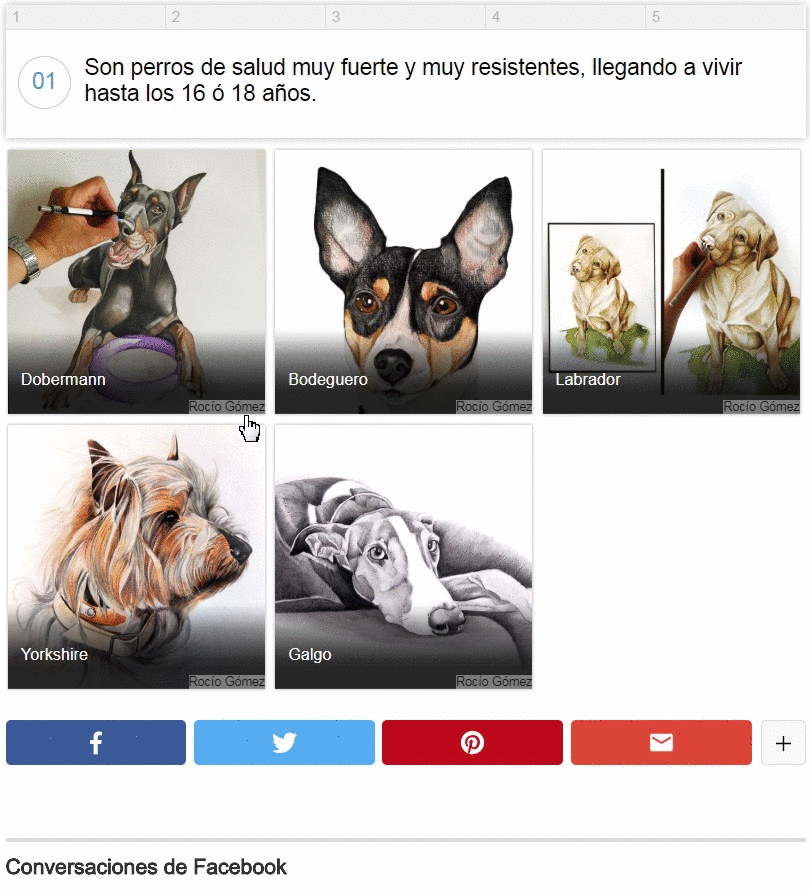 1
2
3
4
5
01
Son perros de salud muy fuerte y muy resistentes, llegando a vivir
hasta los 16 ó 18 años.
Dobermann
Rocío Gómez
Bodeguero
Rocío Gómez
Labrador
Rocío Gómez
Yorkshire
Rocío Gómez
Galgo
Rocío Gómez
Conversaciones de Facebook